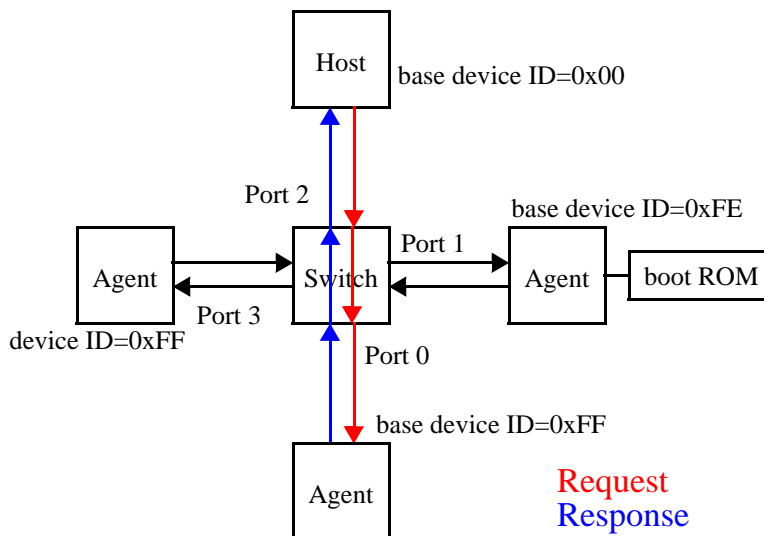 Host
base device ID=0x00
Port 2
base device ID=0xFE
Port 1
Agent
Switch
Agent
boot ROM
Port 3
device ID=0xFF
Port 0
base device ID=0xFF
Agent
Request
Response